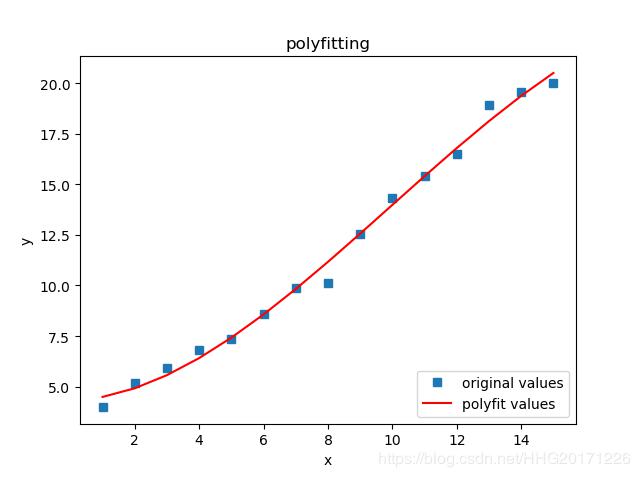 polyfitting
20.0
17.5
15.0
12.5
10.0
7.5
5.0
y
original values
polyfit values
2 4 6 8 10 12 14
x
https://blog.csdn.net/HHG20171226